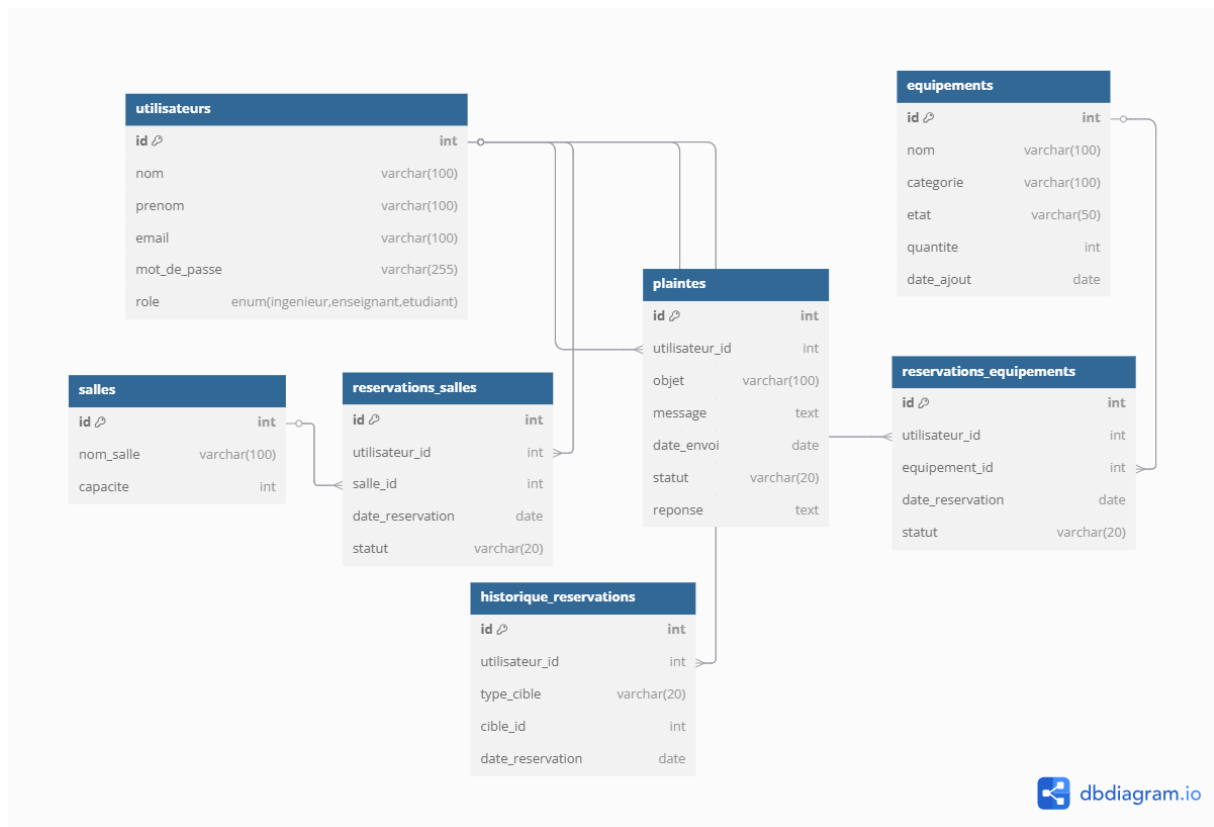 utilisateurs
id int
nom varchar(100)
prenom varchar(100)
email varchar(100)
mot_de_passe varchar(255)
role enum(ingenieur,enseignant,etudiant)
equipements
id int
nom varchar(100)
categorie varchar(100)
etat varchar(50)
quantite int
date_ajout date
plaintes
id int
utilisateur_id int
objet varchar(100)
message text
date_envoi date
statut varchar(20)
reponse text
salles
id int
nom_salle varchar(100)
capacite int
reservations_salles
id int
utilisateur_id int
salle_id int
date_reservation date
statut varchar(20)
reservations_equipements
id int
utilisateur_id int
equipement_id int
date_reservation date
statut varchar(20)
historique_reservations
id int
utilisateur_id int
type_cible varchar(20)
cible_id int
date_reservation date
dbdiagram.io